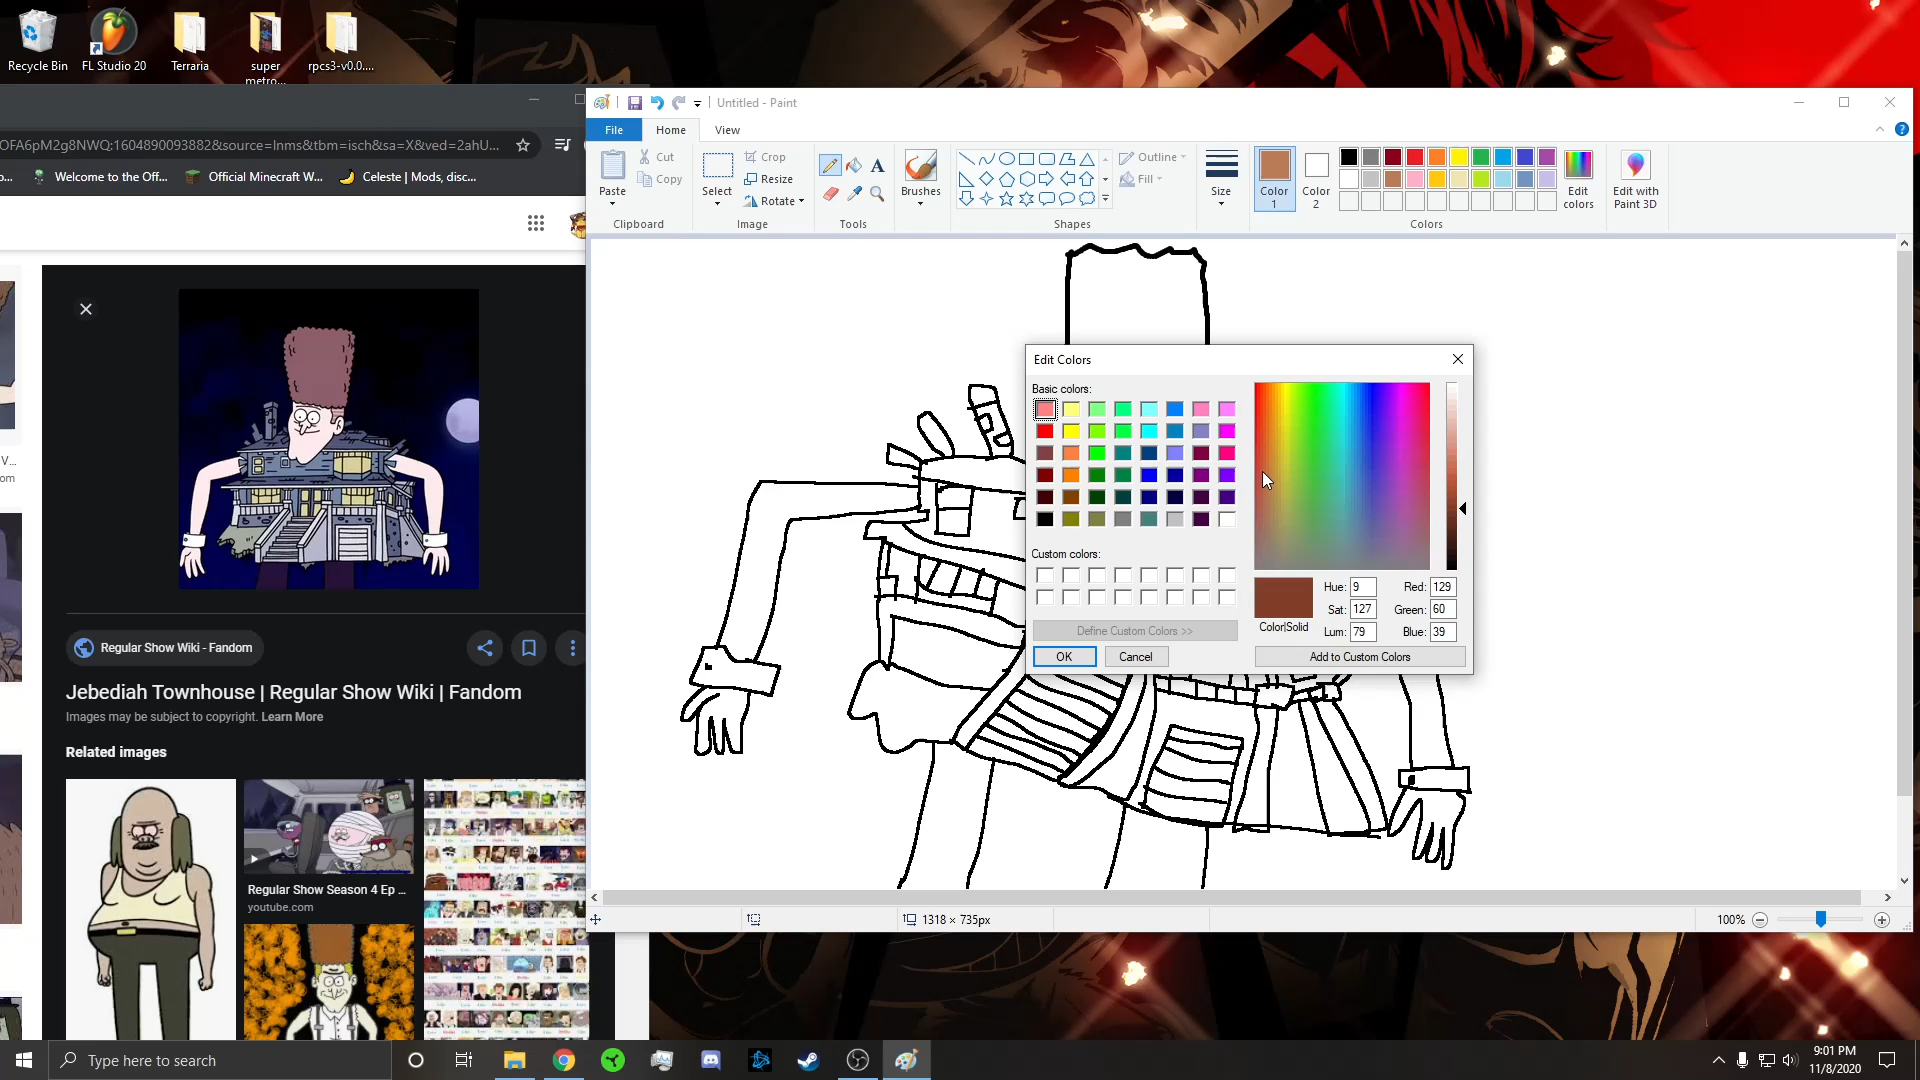 Recycle Bin
FL Studio 20
Terraria
super
metro...
rpcs3-v0.0....
OFA6pM2g8NWQ:1604890093882&source=lnms&tbm=isch&sa=X&ved=2ahU...
o...
Welcome to the Off...
Official Minecraft W...
Celeste | Mods, disc...
V...
om
Regular Show Wiki - Fandom
Jebediah Townhouse | Regular Show Wiki | Fandom
Images may be subject to copyright. Learn More
Related images
Regular Show Season 4 Ep ...
youtube.com
Untitled - Paint
File
Home
View
Paste
Cut
Copy
Clipboard
Select
Crop
Resize
Rotate
Image
A
Tools
Brushes
Shapes
Outline
Fill
Size
Color
1
Color
2
Colors
Edit
colors
Edit with
Paint 3D
Edit Colors
Basic colors:
Custom colors:
Define Custom Colors >>
OK
Cancel
Color|Solid
Hue: 9
Sat: 127
Lum: 79
Red: 129
Green: 60
Blue: 39
Add to Custom Colors
1318 × 735px
100%
Type here to search
9:01 PM
11/8/2020